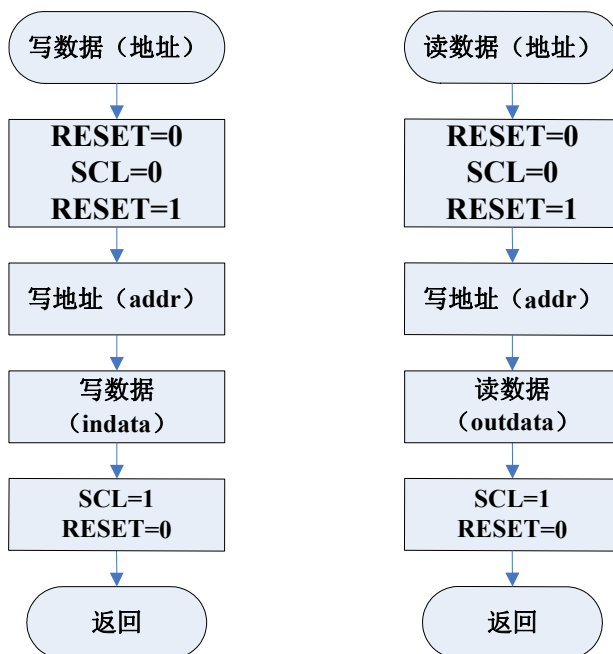 写数据（地址）
RESET=0
SCL=0
RESET=1
写地址（addr）
写数据
（indata）
SCL=1
RESET=0
返回
读数据（地址）
RESET=0
SCL=0
RESET=1
写地址（addr）
读数据
（outdata）
SCL=1
RESET=0
返回